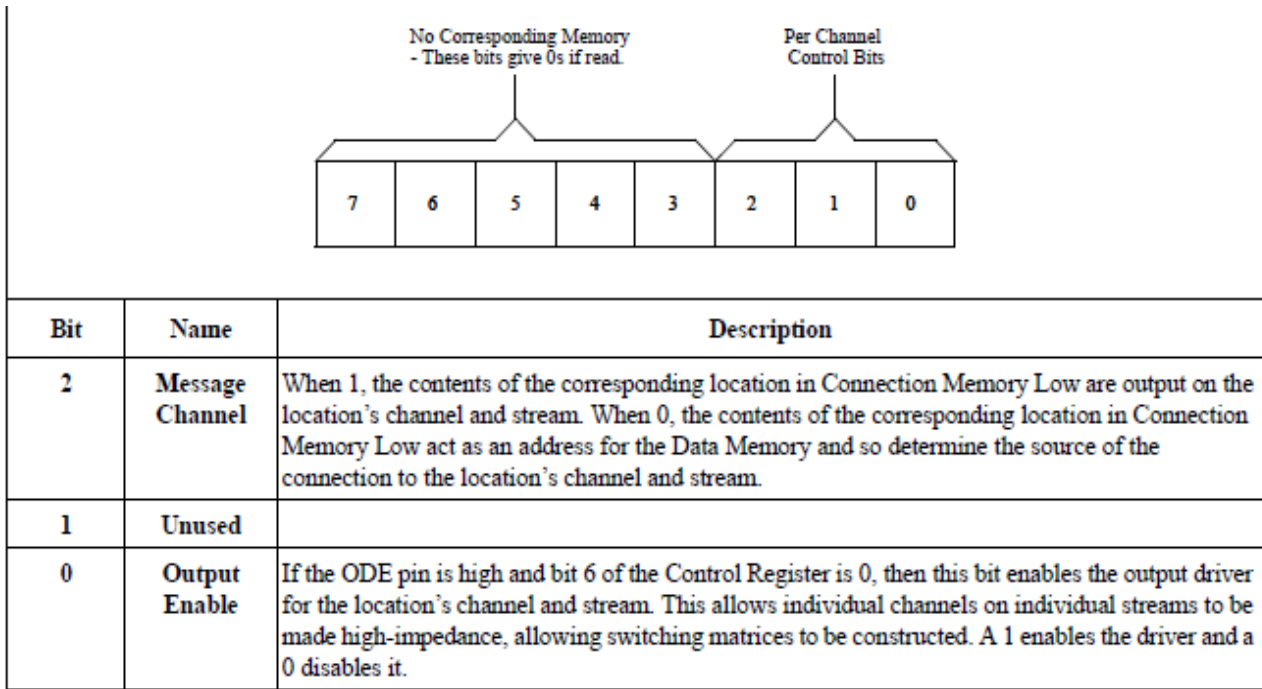 No Corresponding Memory
- These bits give 0s if read.
Per Channel
Control Bits
7 6 5 4 3 2 1 0
Bit Name Description
2 Message Channel When 1, the contents of the corresponding location in Connection Memory Low are output on the
location's channel and stream. When 0, the contents of the corresponding location in Connection
Memory Low act as an address for the Data Memory and so determine the source of the
connection to the location's channel and stream.
1 Unused
0 Output Enable If the ODE pin is high and bit 6 of the Control Register is 0, then this bit enables the output driver
for the location's channel and stream. This allows individual channels on individual streams to be
made high-impedance, allowing switching matrices to be constructed. A 1 enables the driver and a
0 disables it.